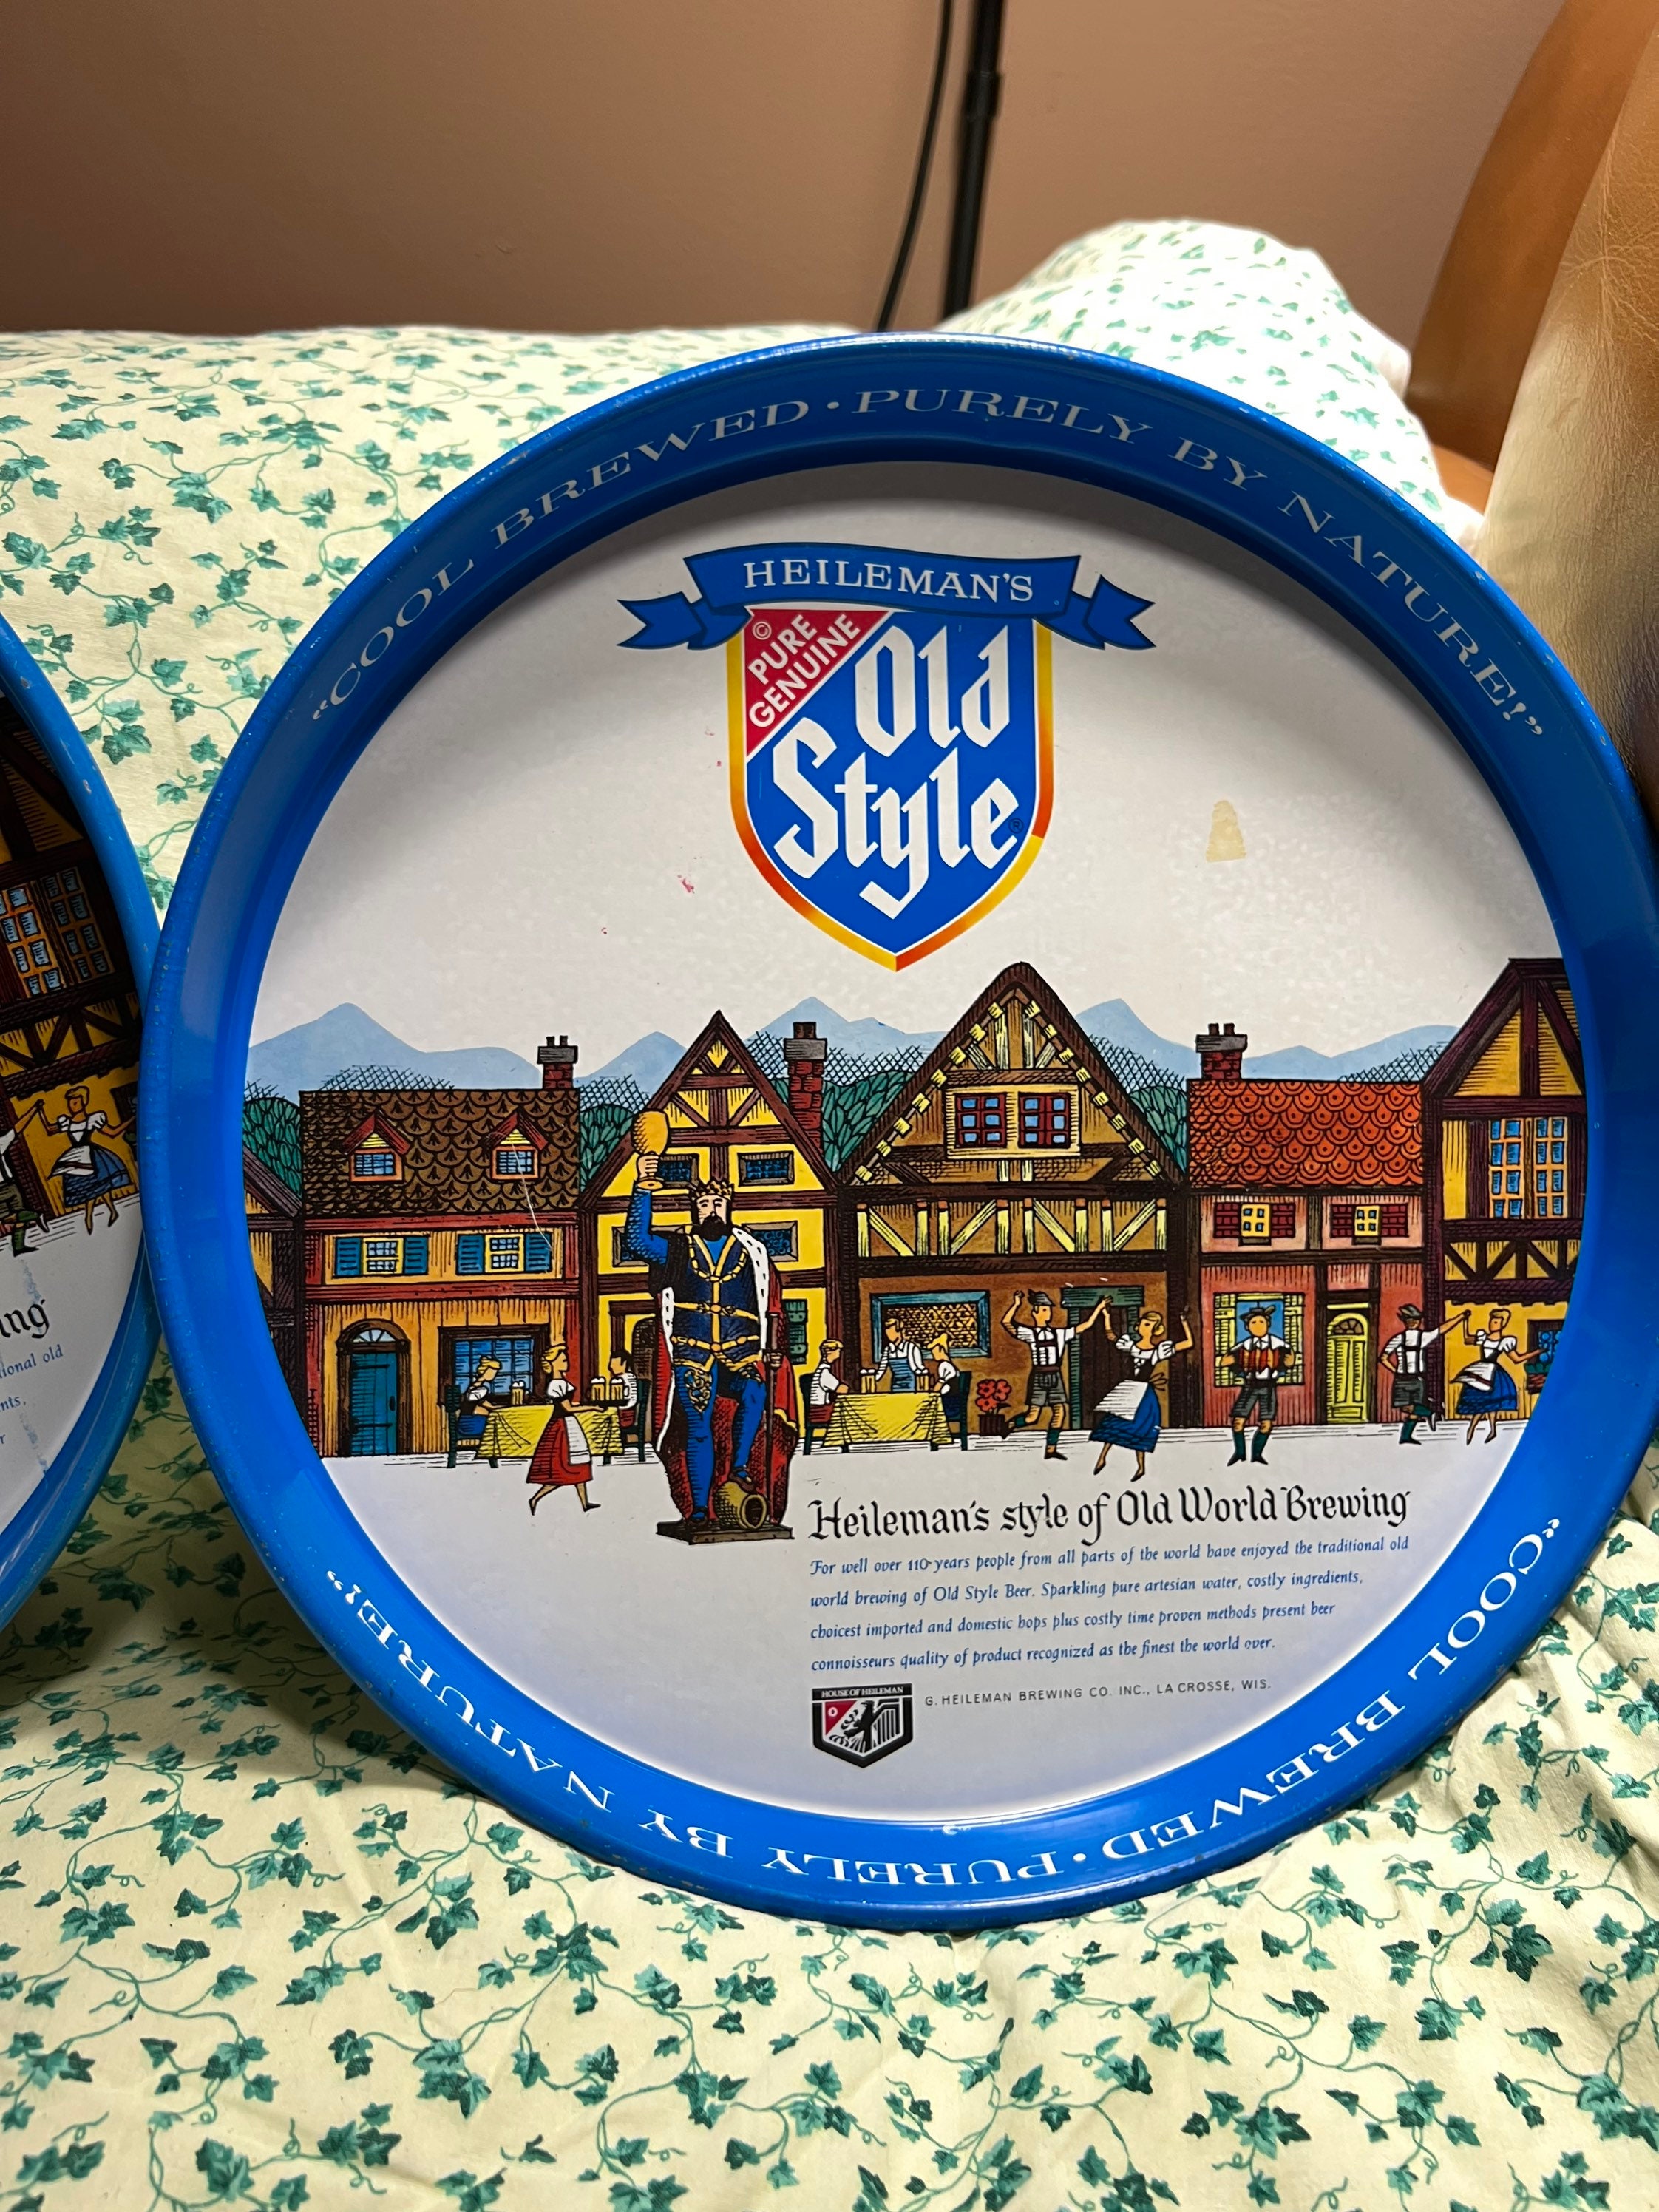 "COOL BREWED • PURELY BY NATURE!"
HEILEMAN'S
©
PURE
GENUINE
Old
Style®
Heileman's style of Old World Brewing
For well over 110 years people from all parts of the world have enjoyed the traditional old
world brewing of Old Style Beer. Sparkling pure artesian water, costly ingredients,
choicest imported and domestic hops plus costly time proven methods present beer
connoisseurs quality of product recognized as the finest the world over.
HOUSE OF HEILEMAN
G. HEILEMAN BREWING CO. INC., LA CROSSE, WIS.
"COOL BREWED • PURELY BY NATURE!"
ing
ional old
nts,
r